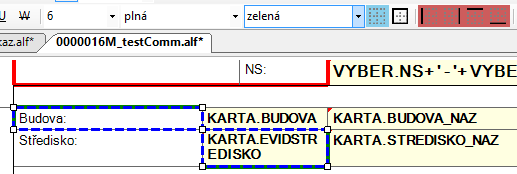 U W 6 plná zelená
az.alf* 0000016M_testComm.alf*
NS: VYBER.NS+'-'+VYBE
Budova: KARTA.BUDOVA KARTA.BUDOVA_NAZ
Středisko: KARTA.EVIDSTR KARTA.STREDISKO_NAZ
EDISKO